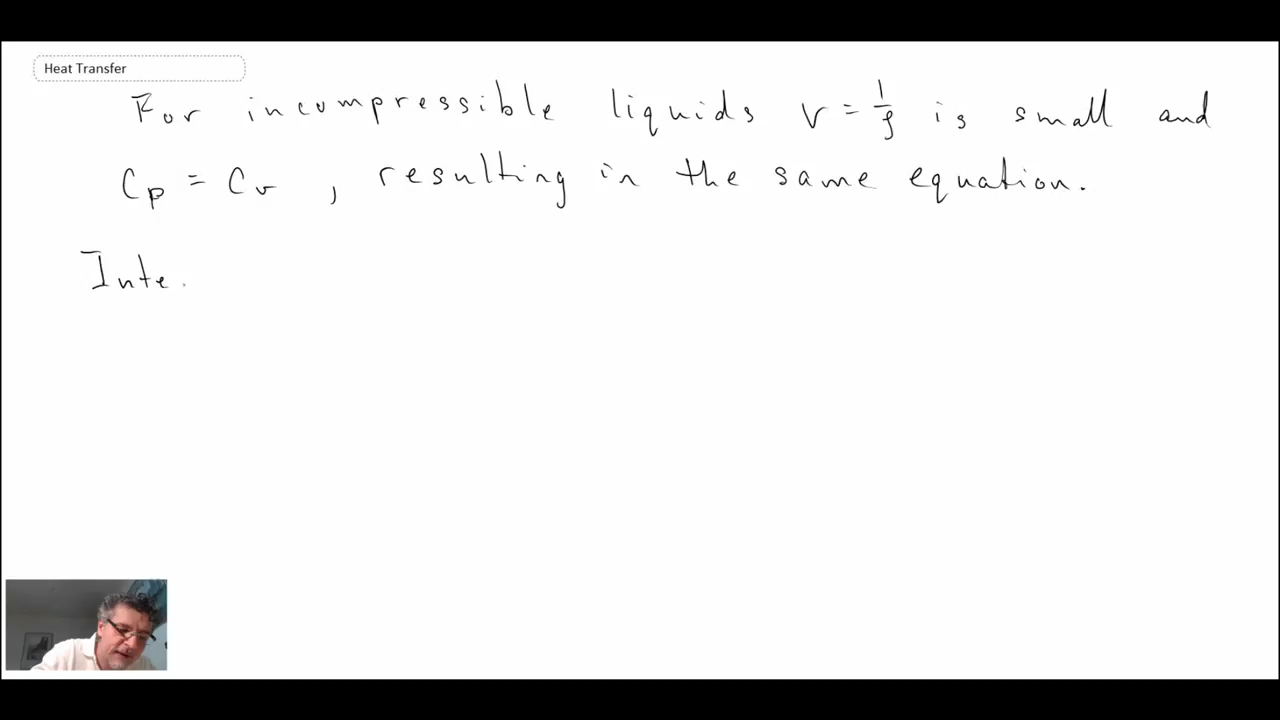 Heat Transfer
For incompressible liquids v = 1/ρ is small and
Cp = Cv , resulting in the same equation.
Inte